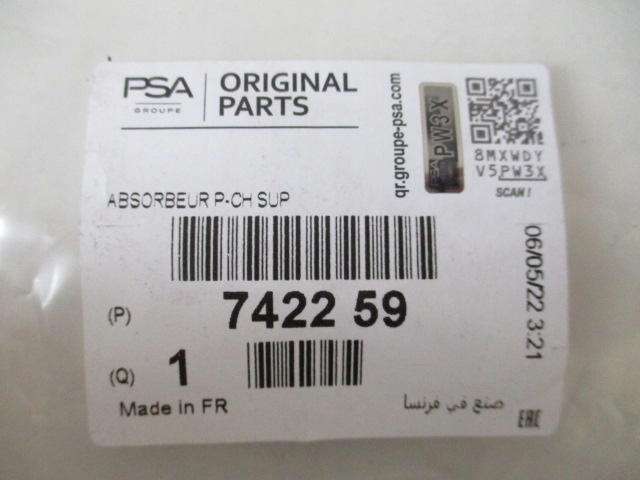 PSA
GROUPE
ORIGINAL
PARTS
qr.groupe-psa.com
PSA PW3X
8MXWDY
V5PW3X
SCAN!
ABSORBEUR P-CH SUP
(P) 7422 59
(Q) 1
Made in FR
صنع في فرنسا
06/05/22 3:21
EAC